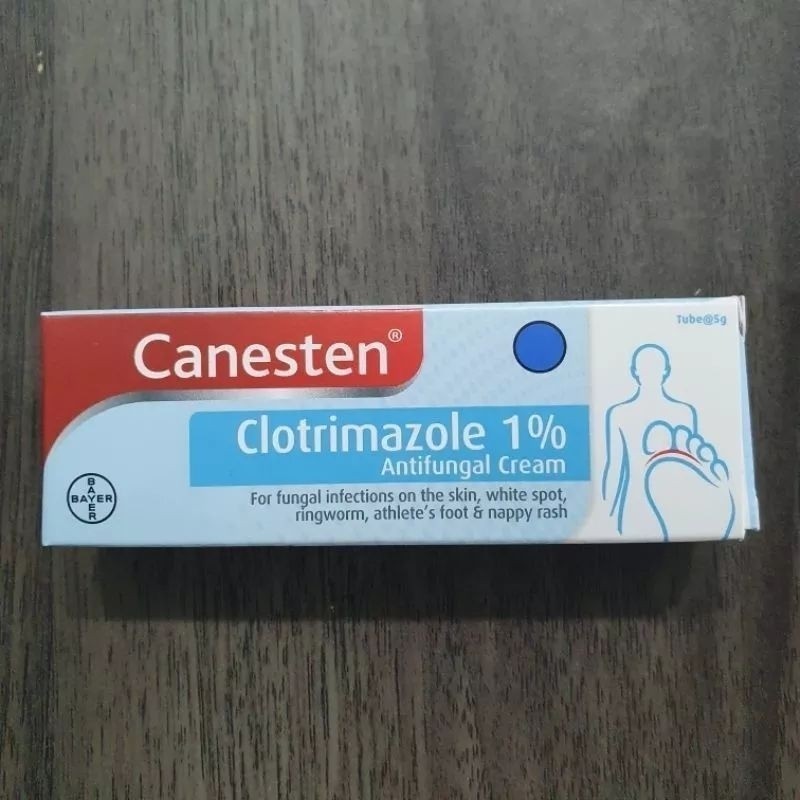 Canesten®
Tube@5g
Clotrimazole 1%
Antifungal Cream
For fungal infections on the skin, white spot,
ringworm, athlete's foot & nappy rash
BAYER
BAYER